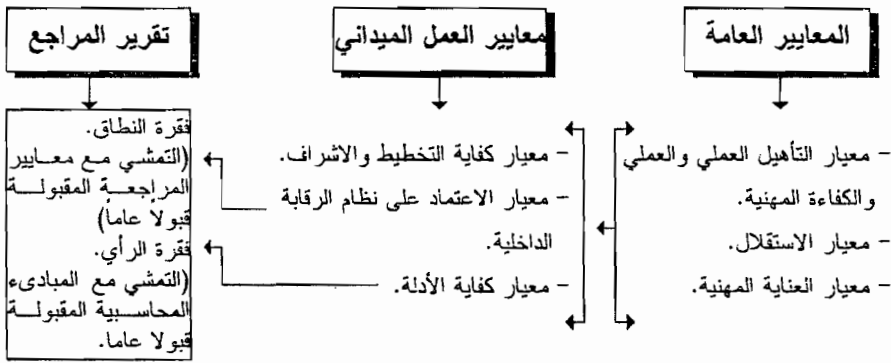 المعايير العامة
- معيار التأهيل العملي والعملي
والكفاءة المهنية.
- معيار الاستقلال.
- معيار العناية المهنية.
معايير العمل الميداني
- معيار كفاية التخطيط والاشراف.
- معيار الاعتماد على نظام الرقابة
الداخلية.
- معيار كفاية الأدلة.
تقرير المراجع
فقرة النطاق.
(التمشي مع معايير
المراجعة المقبولة
قبولاً عاماً)
فقرة الرأي.
(التمشي مع المبادىء
المحاسبية المقبولة
قبولا عاما.